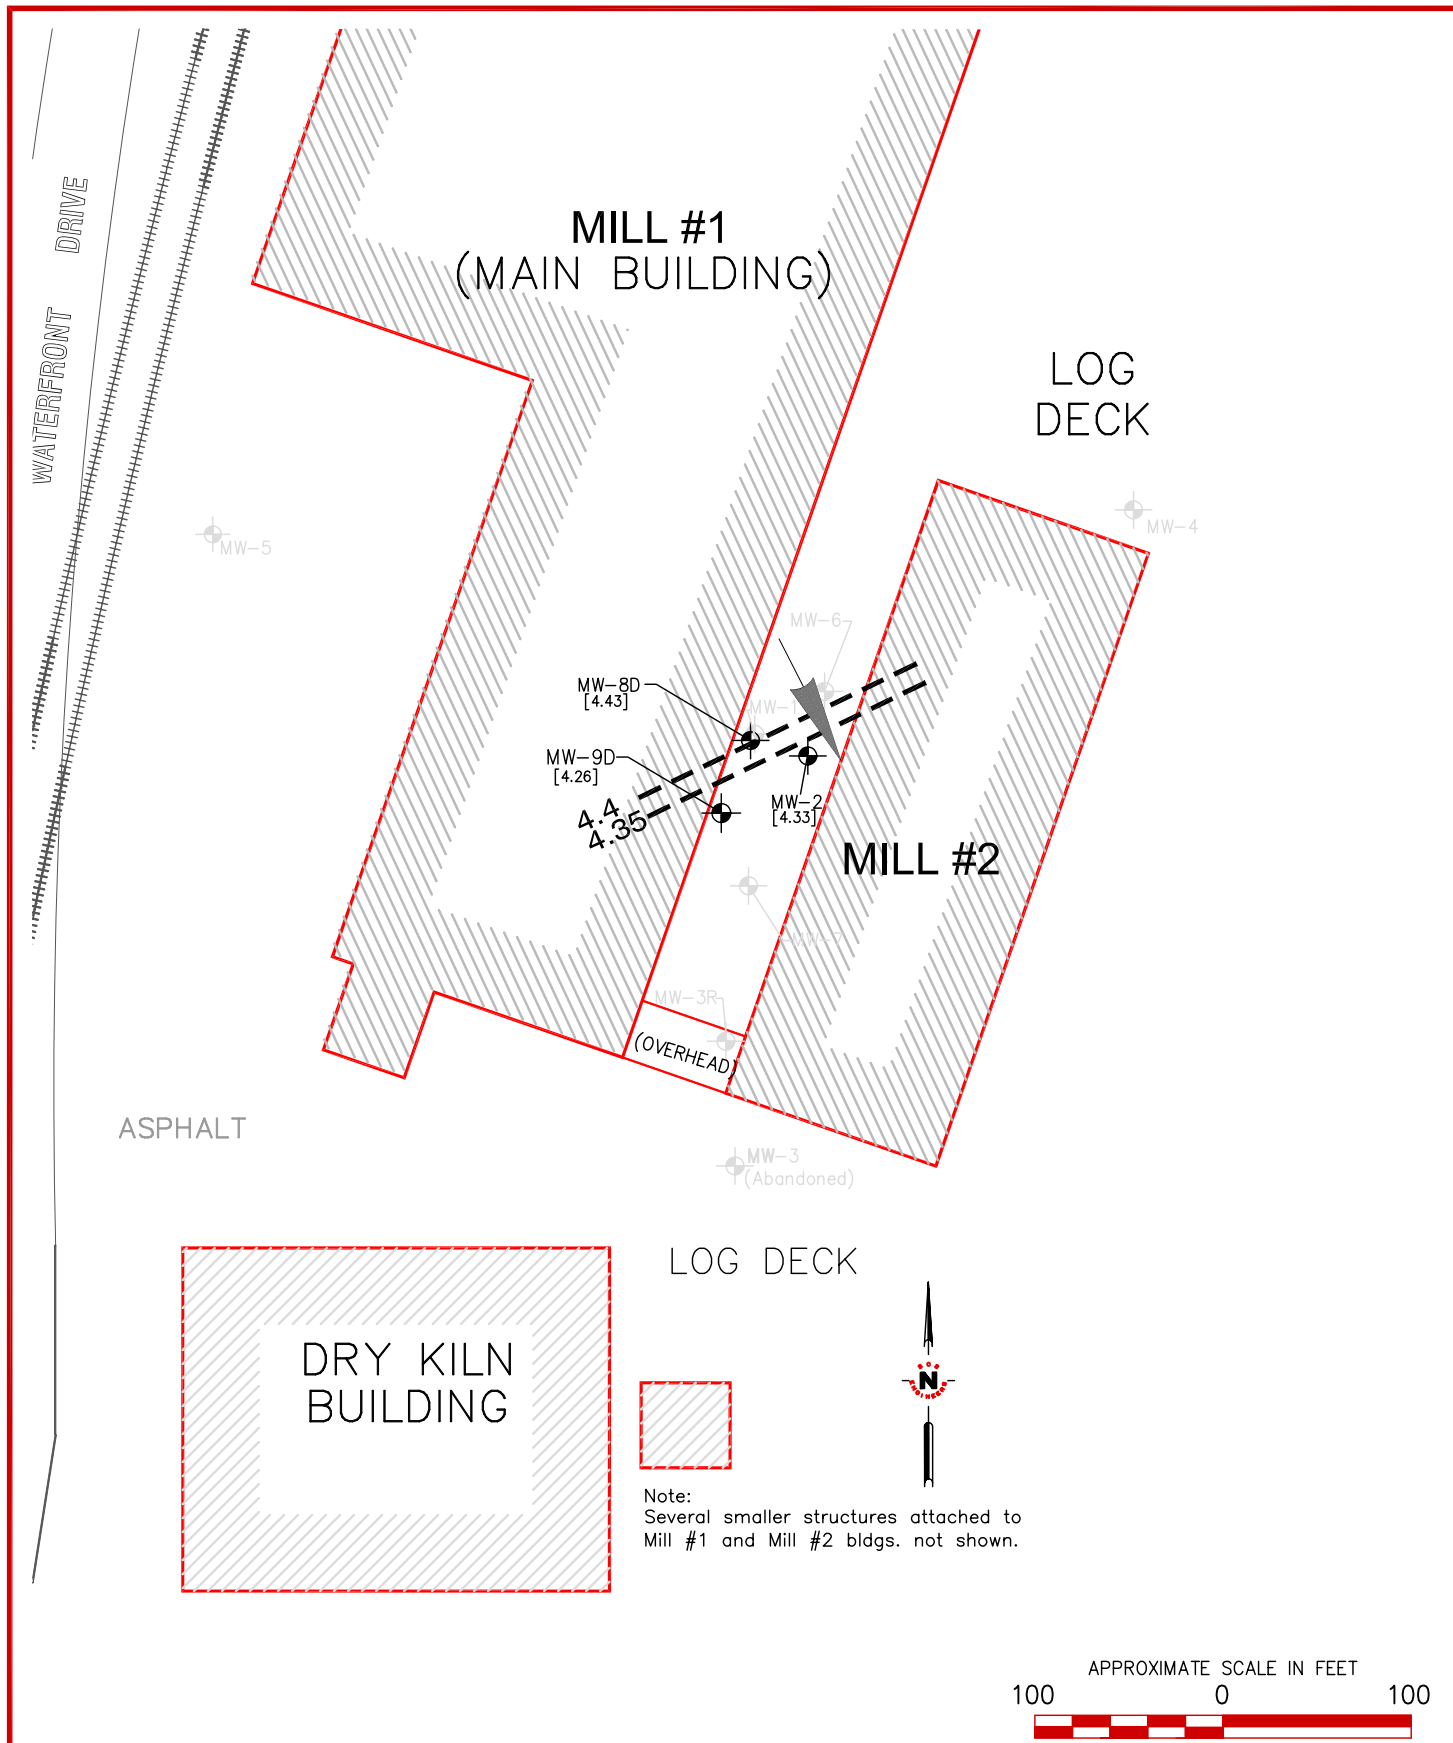 WATERFRONT DRIVE
MILL #1
(MAIN BUILDING)
LOG
DECK
MW-4
MW-5
MW-6
MW-8D
[4.43]
MW-1
MW-9D
[4.26]
MW-2
[4.33]
4.4
4.35
MILL #2
MW-7
MW-3R
(OVERHEAD)
ASPHALT
MW-3
(Abandoned)
LOG DECK
DRY KILN
BUILDING
N
Note:
Several smaller structures attached to
Mill #1 and Mill #2 bldgs. not shown.
APPROXIMATE SCALE IN FEET
100 0 100